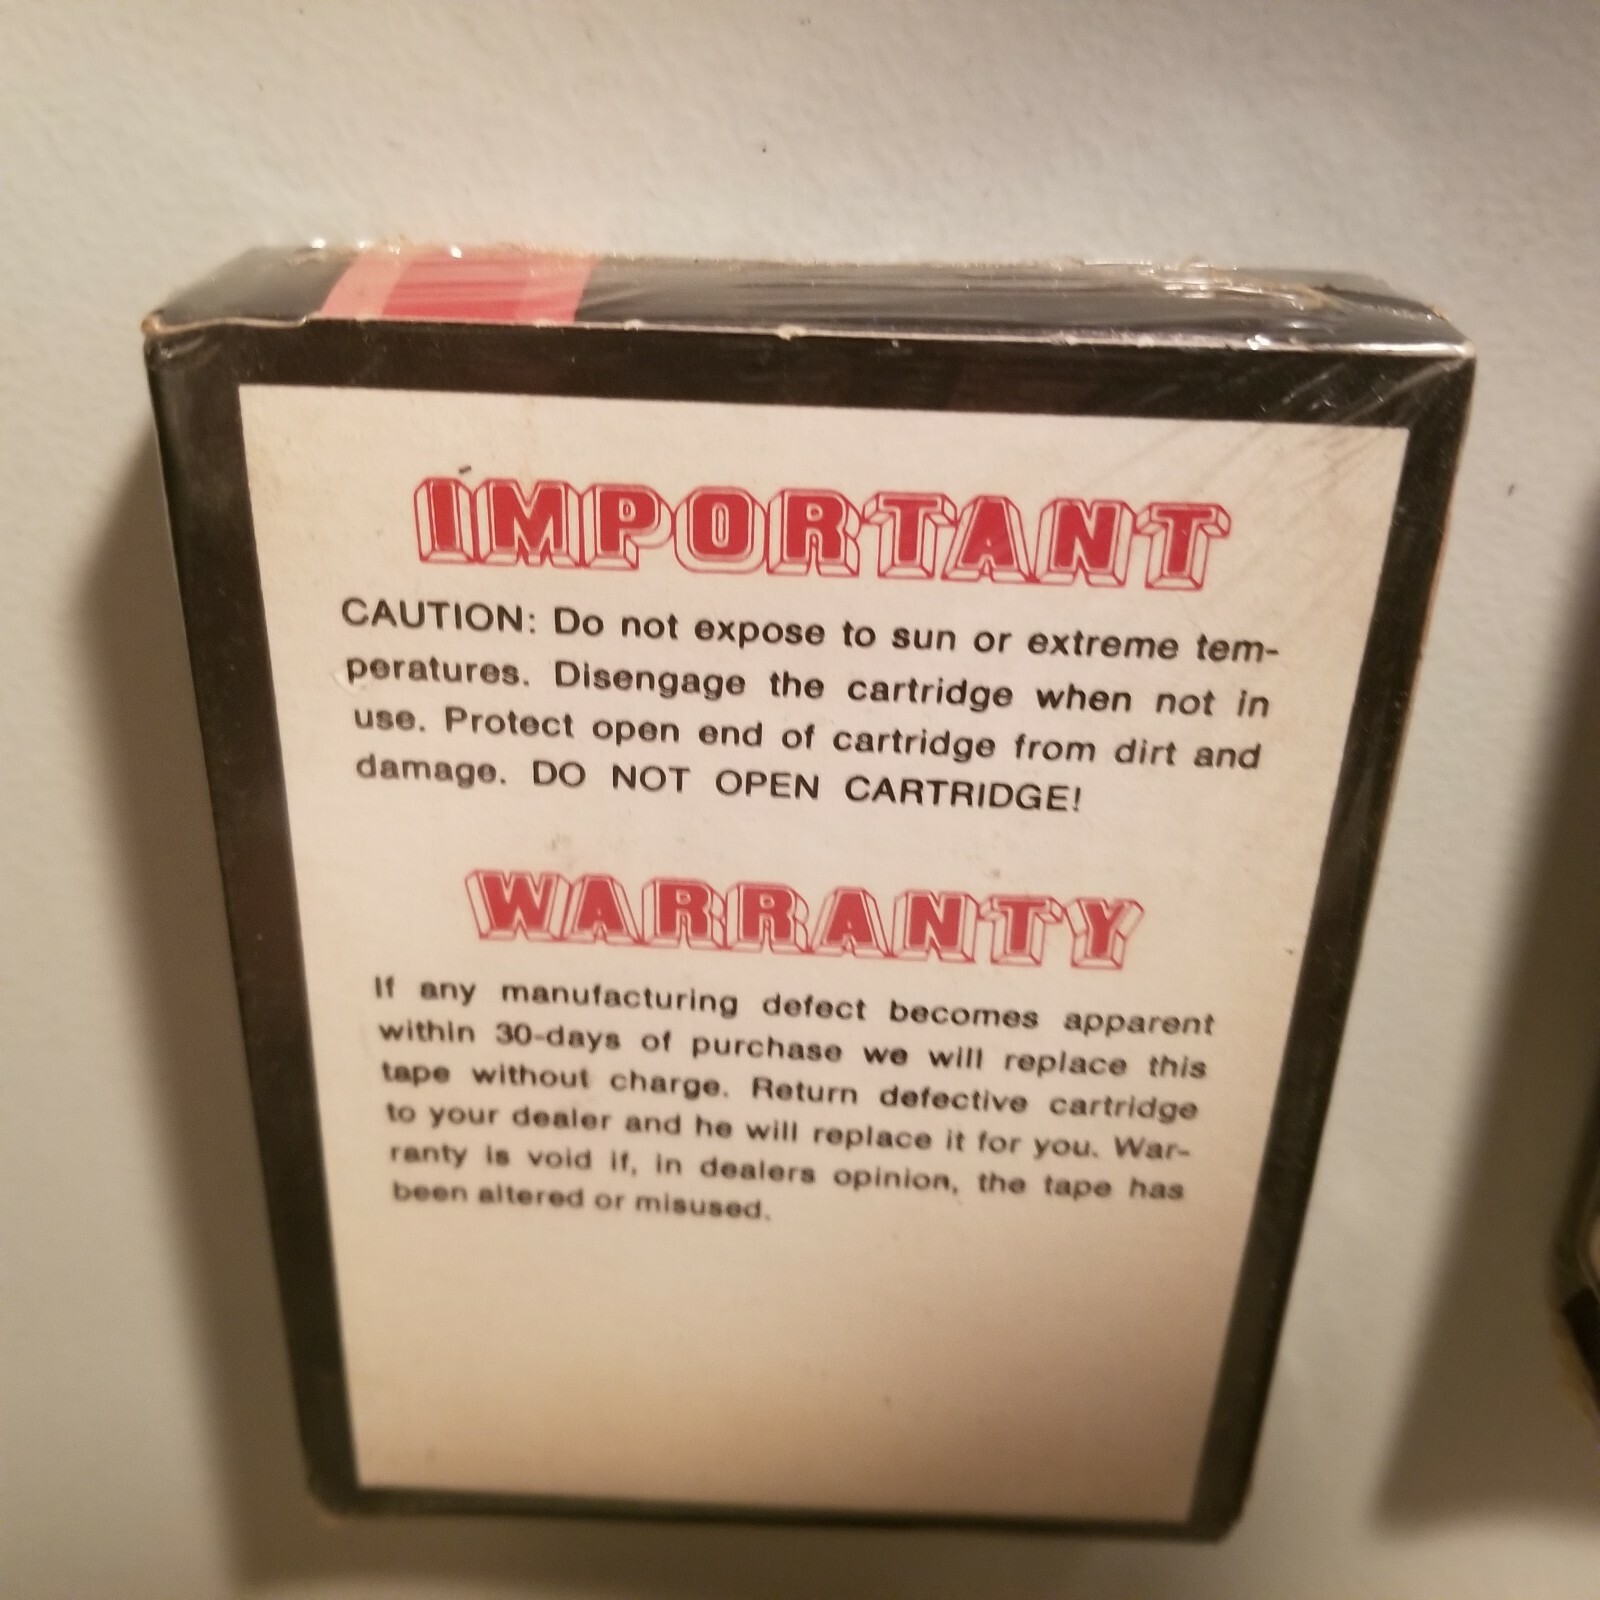 IMPORTANT
CAUTION: Do not expose to sun or extreme tem-
peratures. Disengage the cartridge when not in
use. Protect open end of cartridge from dirt and
damage. DO NOT OPEN CARTRIDGE!
WARRANTY
If any manufacturing defect becomes apparent
within 30-days of purchase we will replace this
tape without charge. Return defective cartridge
to your dealer and he will replace it for you. War-
ranty is void if, in dealers opinion, the tape has
been altered or misused.